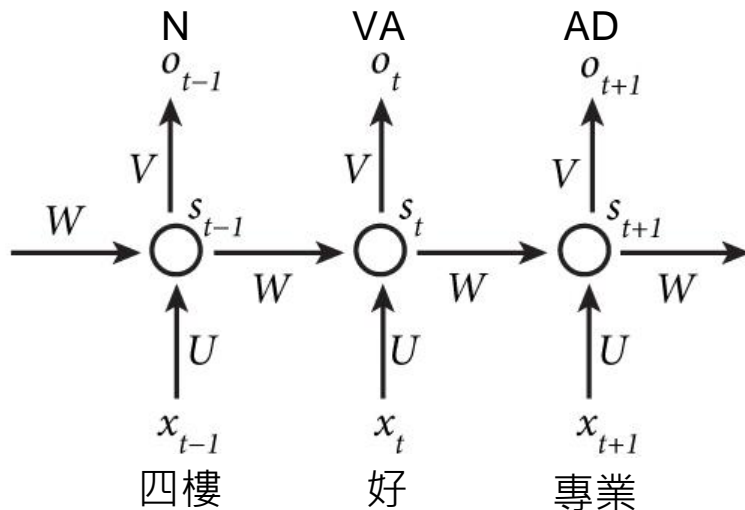 N VA AD
o_{t-1} o_t o_{t+1}
V V V
W s_{t-1} s_t s_{t+1}
W W W
U U U
x_{t-1} x_t x_{t+1}
四樓 好 專業